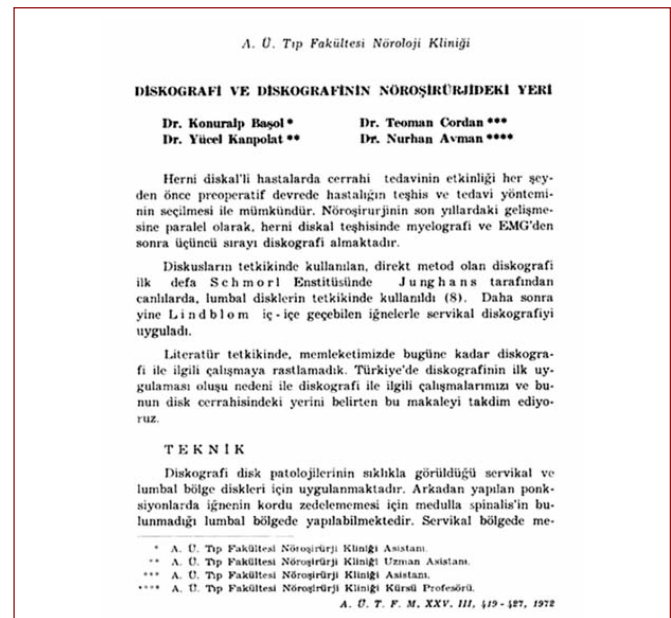 A. Ü. Tıp Fakültesi Nöroloji Kliniği
DİSKOGRAFİ VE DİSKOGRAFİNİN NÖROŞİRÜRJİDEKİ YERİ
Dr. Konuralp Başol * Dr. Teoman Cordan ***
Dr. Yücel Kanpolat ** Dr. Nurhan Avman ****
Herni diskal'li hastalarda cerrahi tedavinin etkinliği her şey-
den önce preoperatif devrede hastalığın teşhis ve tedavi yöntemi-
nin seçilmesi ile mümkündür. Nöroşirurjinin son yıllardaki gelişme-
sine paralel olarak, herni diskal teşhisinde myelografi ve EMG'den
sonra üçüncü sırayı diskografi almaktadır.
Diskusların tetkikinde kullanılan, direkt metod olan diskografi
ilk defa Schmorl Enstitüsünde Junghans tarafından
canlılarda, lumbal disklerin tetkikinde kullanıldı (8). Daha sonra
yine Lindblom iç-içe geçebilen iğnelerle servikal diskografiyi
uyguladı.
Literatür tetkikinde, memleketimizde bugüne kadar diskogra-
fi ile ilgili çalışmaya rastlamadık. Türkiye'de diskografinin ilk uy-
gulaması oluşu nedeni ile diskografi ile ilgili çalışmalarımızı ve bu-
nun disk cerrahisindeki yerini belirten bu makaleyi takdim ediyo-
ruz.
TEKNİK
Diskografi disk patolojilerinin sıklıkla görüldüğü servikal ve
lumbal bölge diskleri için uygulanmaktadır. Arkadan yapılan ponk-
siyonlarda iğnenin kordu zedelememesi için medulla spinalis'in bu-
lunmadığı lumbal bölgede yapılabilmektedir. Servikal bölgede me-
* A. Ü. Tıp Fakültesi Nöroşirürji Kliniği Asistanı.
** A. Ü. Tıp Fakültesi Nöroşirürji Kliniği Uzman Asistanı.
*** A. Ü. Tıp Fakültesi Nöroşirürji Kliniği Asistanı.
**** A. Ü. Tıp Fakültesi Nöroşirürji Kliniği Kürsü Profesörü.
A. Ü. T. F. M. XXV. III, 419-427, 1972